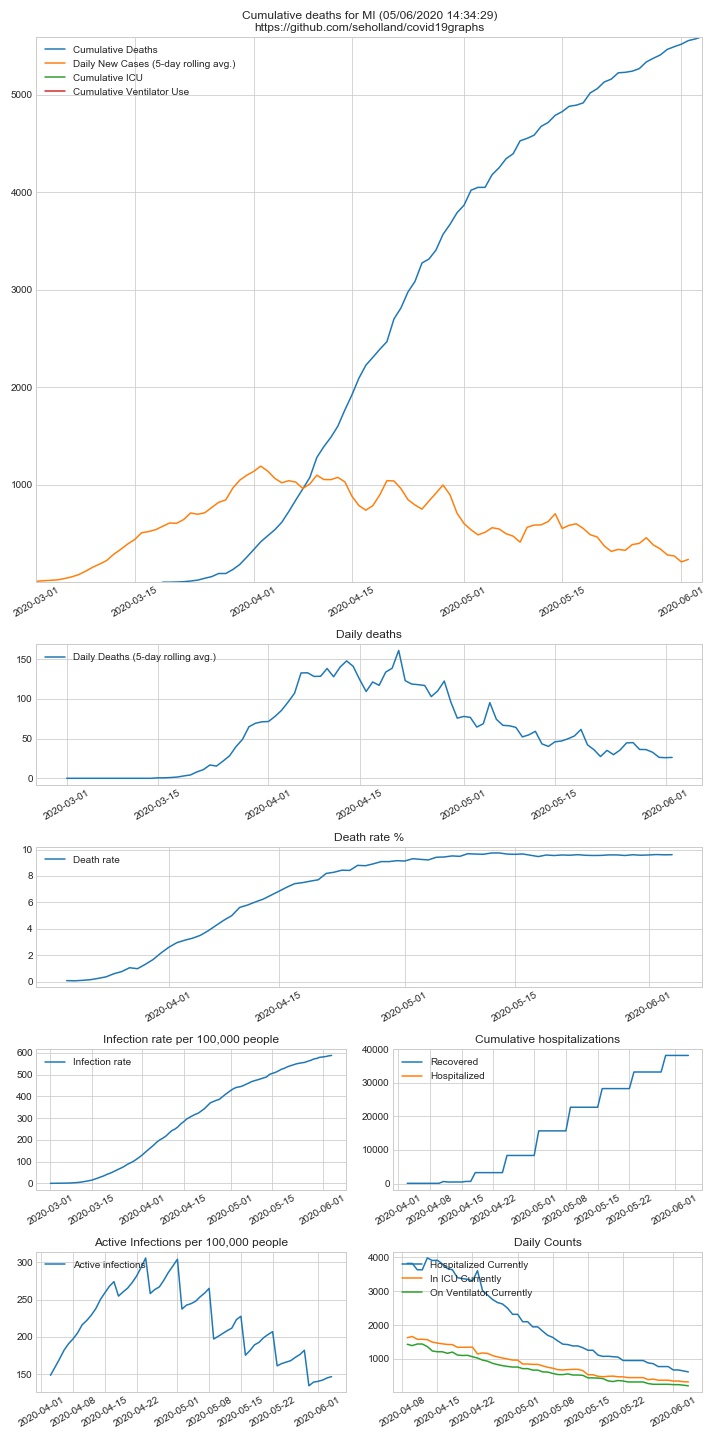 Cumulative deaths for MI (05/06/2020 14:34:29)
https://github.com/seholland/covid19graphs
Cumulative Deaths
Daily New Cases (5-day rolling avg.)
Cumulative ICU
Cumulative Ventilator Use
5000
4000
3000
2000
1000
2020-03-01 2020-03-15 2020-04-01 2020-04-15 2020-05-01 2020-05-15 2020-06-01
Daily deaths
Daily Deaths (5-day rolling avg.)
150
100
50
0
2020-03-01 2020-03-15 2020-04-01 2020-04-15 2020-05-01 2020-05-15 2020-06-01
Death rate %
Death rate
10
8
6
4
2
0
2020-04-01 2020-04-15 2020-05-01 2020-05-15 2020-06-01
Infection rate per 100,000 people
Infection rate
600
500
400
300
200
100
0
2020-03-01 2020-03-15 2020-04-01 2020-04-15 2020-05-01 2020-05-15 2020-06-01
Cumulative hospitalizations
Recovered
Hospitalized
40000
30000
20000
10000
0
2020-04-01 2020-04-08 2020-04-15 2020-04-22 2020-05-01 2020-05-08 2020-05-15 2020-05-22 2020-06-01
Active Infections per 100,000 people
Active infections
300
250
200
150
2020-04-01 2020-04-08 2020-04-15 2020-04-22 2020-05-01 2020-05-08 2020-05-15 2020-05-22 2020-06-01
Daily Counts
Hospitalized Currently
In ICU Currently
On Ventilator Currently
4000
3000
2000
1000
2020-04-08 2020-04-15 2020-04-22 2020-05-01 2020-05-08 2020-05-15 2020-05-22 2020-06-01